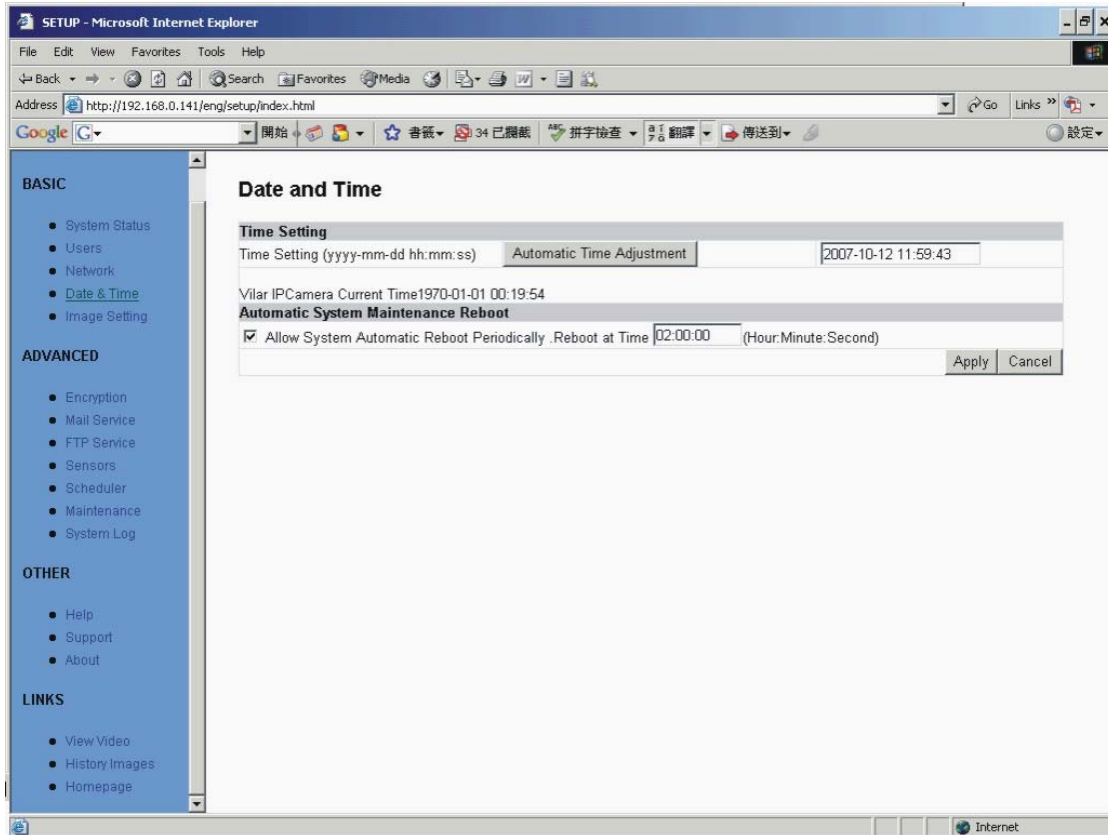 SETUP - Microsoft Internet Explorer
File Edit View Favorites Tools Help
Back Search Favorites Media
Address http://192.168.0.141/eng/setup/index.html Go Links »
Google G 開始 書籤 34 已攔截 拼字檢查 翻譯 傳送到 設定
BASIC
System Status
Users
Network
Date & Time
Image Setting
ADVANCED
Encryption
Mail Service
FTP Service
Sensors
Scheduler
Maintenance
System Log
OTHER
Help
Support
About
LINKS
View Video
History Images
Homepage
Date and Time
Time Setting
Time Setting (yyyy-mm-dd hh:mm:ss) Automatic Time Adjustment 2007-10-12 11:59:43
Vilar IPCamera Current Time1970-01-01 00:19:54
Automatic System Maintenance Reboot
Allow System Automatic Reboot Periodically .Reboot at Time 02:00:00 (Hour:Minute:Second)
Apply Cancel
Internet